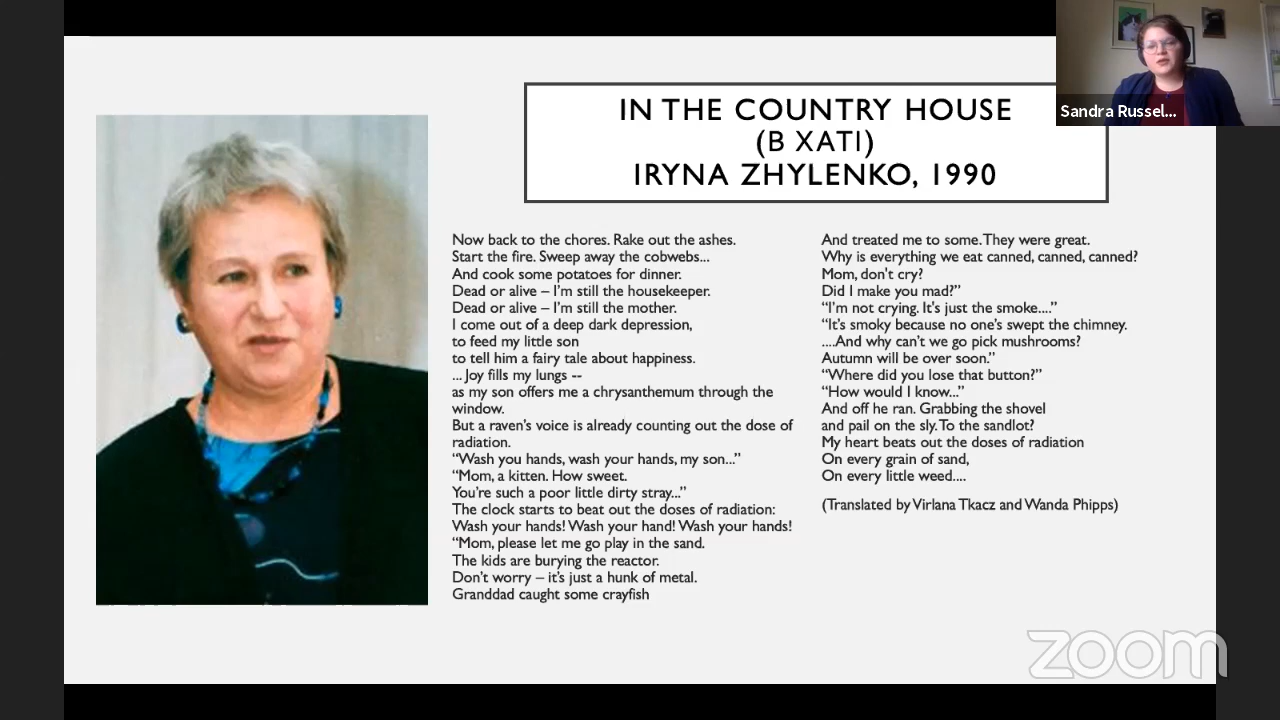 IN THE COUNTRY HOUSE
(В ХАТІ)
IRYNA ZHYLENKO, 1990
Sandra Russel...
Now back to the chores. Rake out the ashes.
Start the fire. Sweep away the cobwebs...
And cook some potatoes for dinner.
Dead or alive – I'm still the housekeeper.
Dead or alive – I'm still the mother.
I come out of a deep dark depression,
to feed my little son
to tell him a fairy tale about happiness.
... Joy fills my lungs --
as my son offers me a chrysanthemum through the
window.
But a raven's voice is already counting out the dose of
radiation.
“Wash you hands, wash your hands, my son...”
“Mom, a kitten. How sweet.
You're such a poor little dirty stray...”
The clock starts to beat out the doses of radiation:
Wash your hands! Wash your hand! Wash your hands!
“Mom, please let me go play in the sand.
The kids are burying the reactor.
Don't worry – it's just a hunk of metal.
Granddad caught some crayfish
And treated me to some. They were great.
Why is everything we eat canned, canned, canned?
Mom, don't cry?
Did I make you mad?”
“I'm not crying. It's just the smoke....”
“It's smoky because no one's swept the chimney.
....And why can't we go pick mushrooms?
Autumn will be over soon.”
“Where did you lose that button?”
“How would I know...”
And off he ran. Grabbing the shovel
and pail on the sly. To the sandlot?
My heart beats out the doses of radiation
On every grain of sand,
On every little weed....
(Translated by Virlana Tkacz and Wanda Phipps)
zoom